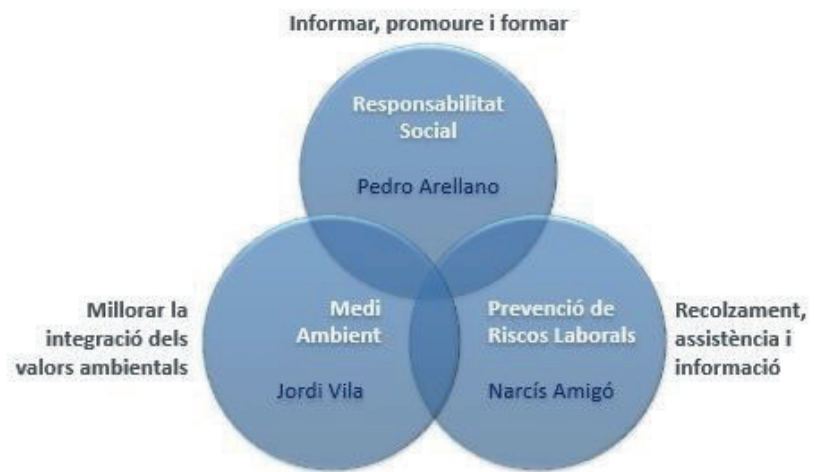 Informar, promoure i formar
Responsabilitat
Social
Pedro Arellano
Millorar la
integració dels
valors ambientals
Medi
Ambient
Jordi Vila
Prevenció de
Riscos Laborals
Narcís Amigó
Recolzament,
assistència i
informació